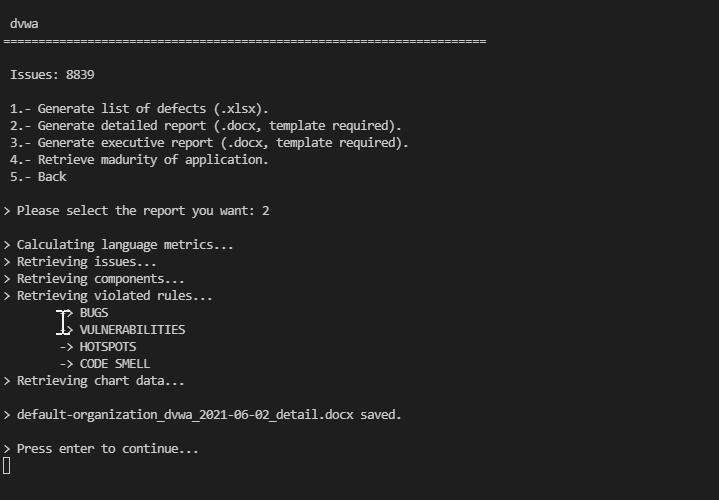 dvwa
=====================================================================
Issues: 8839
1.- Generate list of defects (.xlsx).
2.- Generate detailed report (.docx, template required).
3.- Generate executive report (.docx, template required).
4.- Retrieve madurity of application.
5.- Back
> Please select the report you want: 2
> Calculating language metrics...
> Retrieving issues...
> Retrieving components...
> Retrieving violated rules...
-> BUGS
-> VULNERABILITIES
-> HOTSPOTS
-> CODE SMELL
> Retrieving chart data...
> default-organization_dvwa_2021-06-02_detail.docx saved.
> Press enter to continue...